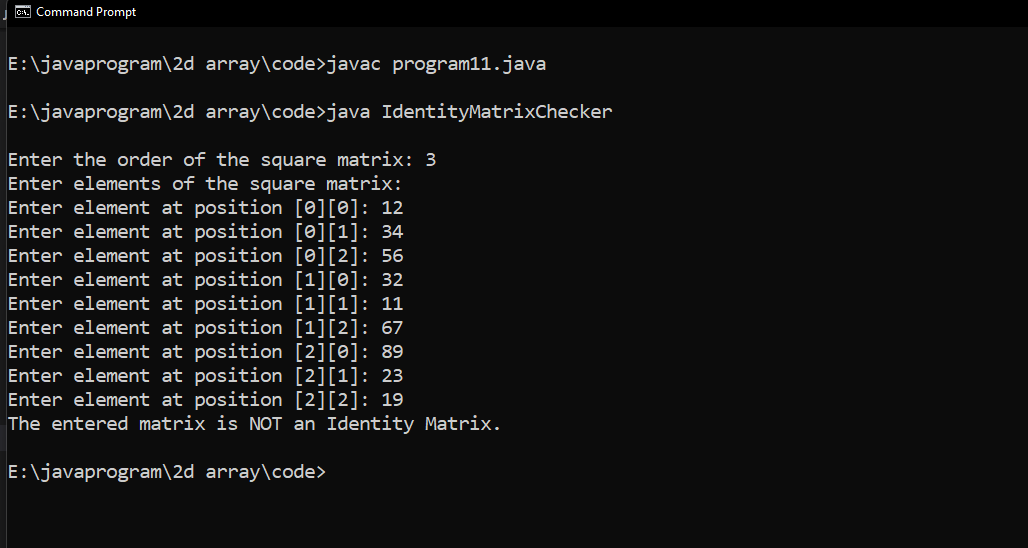 Command Prompt
E:\javaprogram\2d array\code>javac program11.java
E:\javaprogram\2d array\code>java IdentityMatrixChecker
Enter the order of the square matrix: 3
Enter elements of the square matrix:
Enter element at position [0][0]: 12
Enter element at position [0][1]: 34
Enter element at position [0][2]: 56
Enter element at position [1][0]: 32
Enter element at position [1][1]: 11
Enter element at position [1][2]: 67
Enter element at position [2][0]: 89
Enter element at position [2][1]: 23
Enter element at position [2][2]: 19
The entered matrix is NOT an Identity Matrix.
E:\javaprogram\2d array\code>